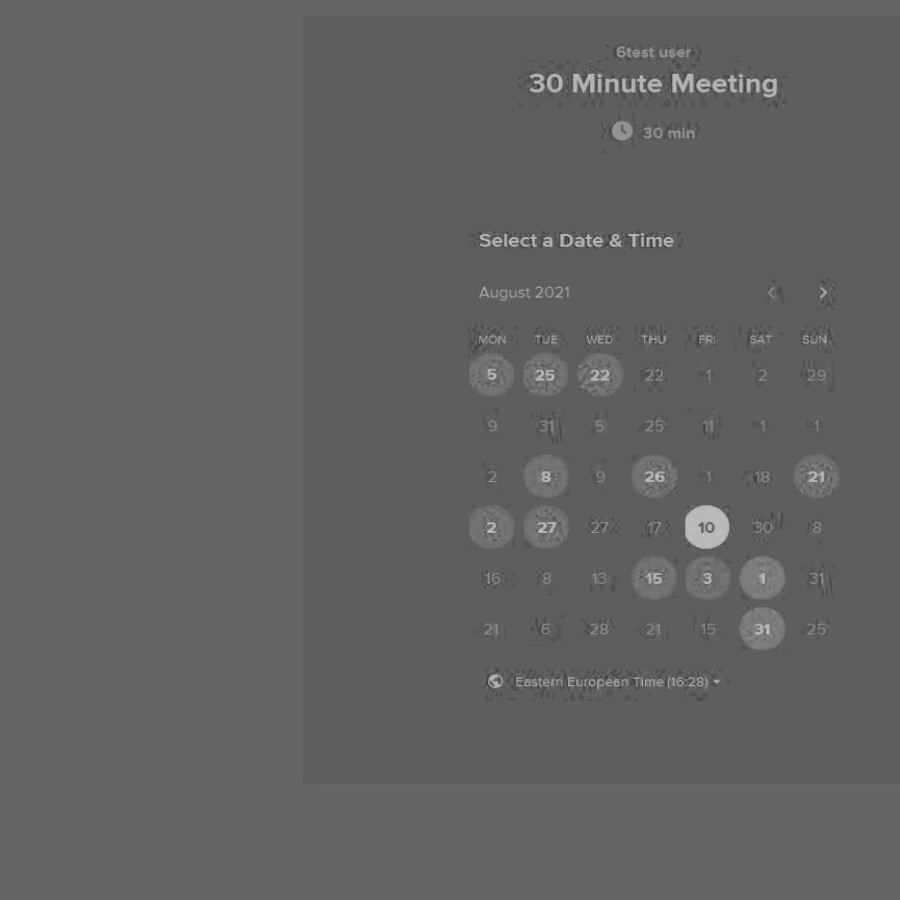 6test user
30 Minute Meeting
30 min
Select a Date & Time
August 2021
MON TUE WED THU FRI SAT SUN
5 25 22 22 1 2 29
9 31 5 25 11 1 1
2 8 9 26 1 18 21
2 27 27 17 10 30 8
16 8 13 15 3 1 31
21 6 28 21 15 31 25
Eastern European Time (16:28)